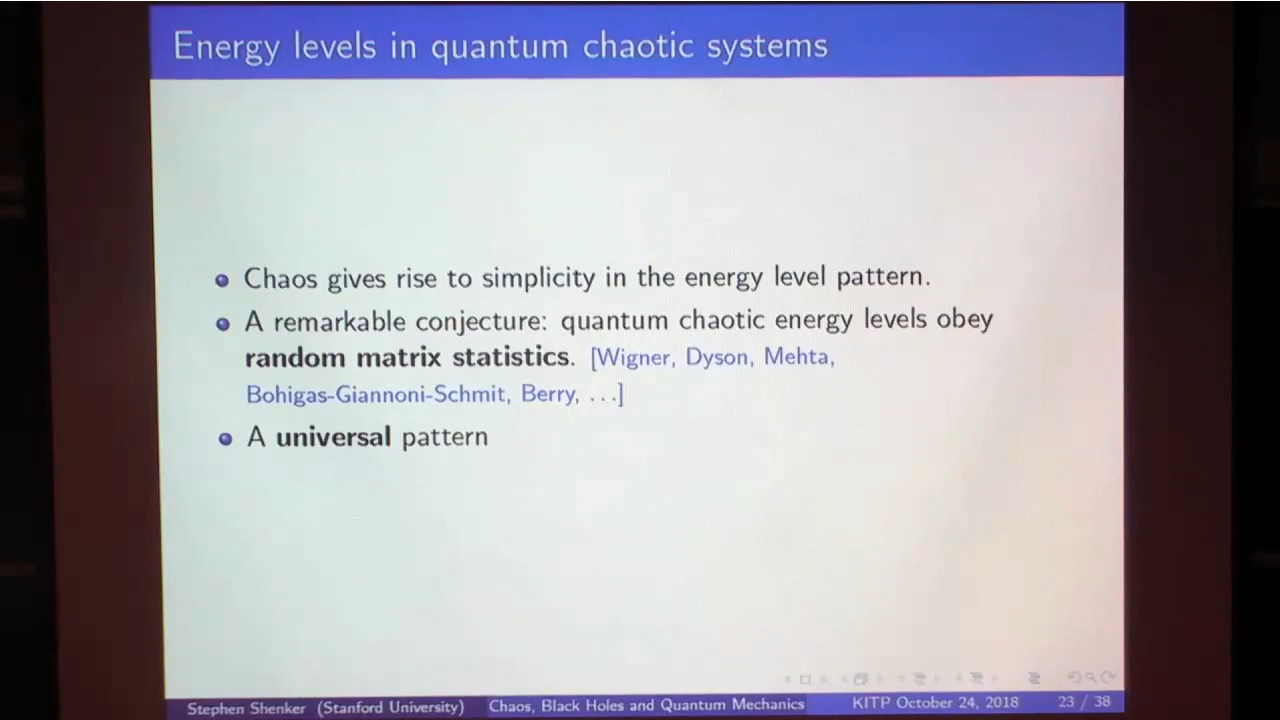 Energy levels in quantum chaotic systems
Chaos gives rise to simplicity in the energy level pattern.
A remarkable conjecture: quantum chaotic energy levels obey
random matrix statistics. [Wigner, Dyson, Mehta,
Bohigas-Giannoni-Schmit, Berry, ...]
A universal pattern
Stephen Shenker (Stanford University) Chaos, Black Holes and Quantum Mechanics KITP October 24, 2018 23 / 38